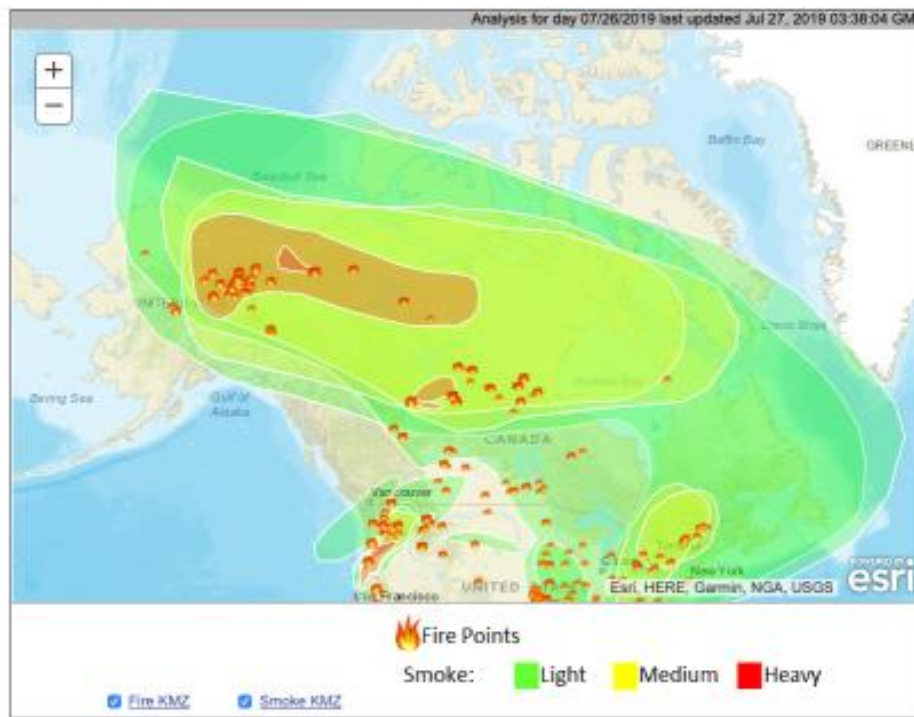 Analysis for day 07/26/2019 last updated Jul 27, 2019 03:38:04 GM
+
−
Baffin Bay
GREENL
Beaufort Sea
Bering Sea
Gulf of
Alaska
Hudson Bay
CANADA
Vancouver
New York
UNITED
San Francisco
Esri, HERE, Garmin, NGA, USGS
POWERED BY
esri
Fire Points
Smoke: Light Medium Heavy
Fire KMZ Smoke KMZ